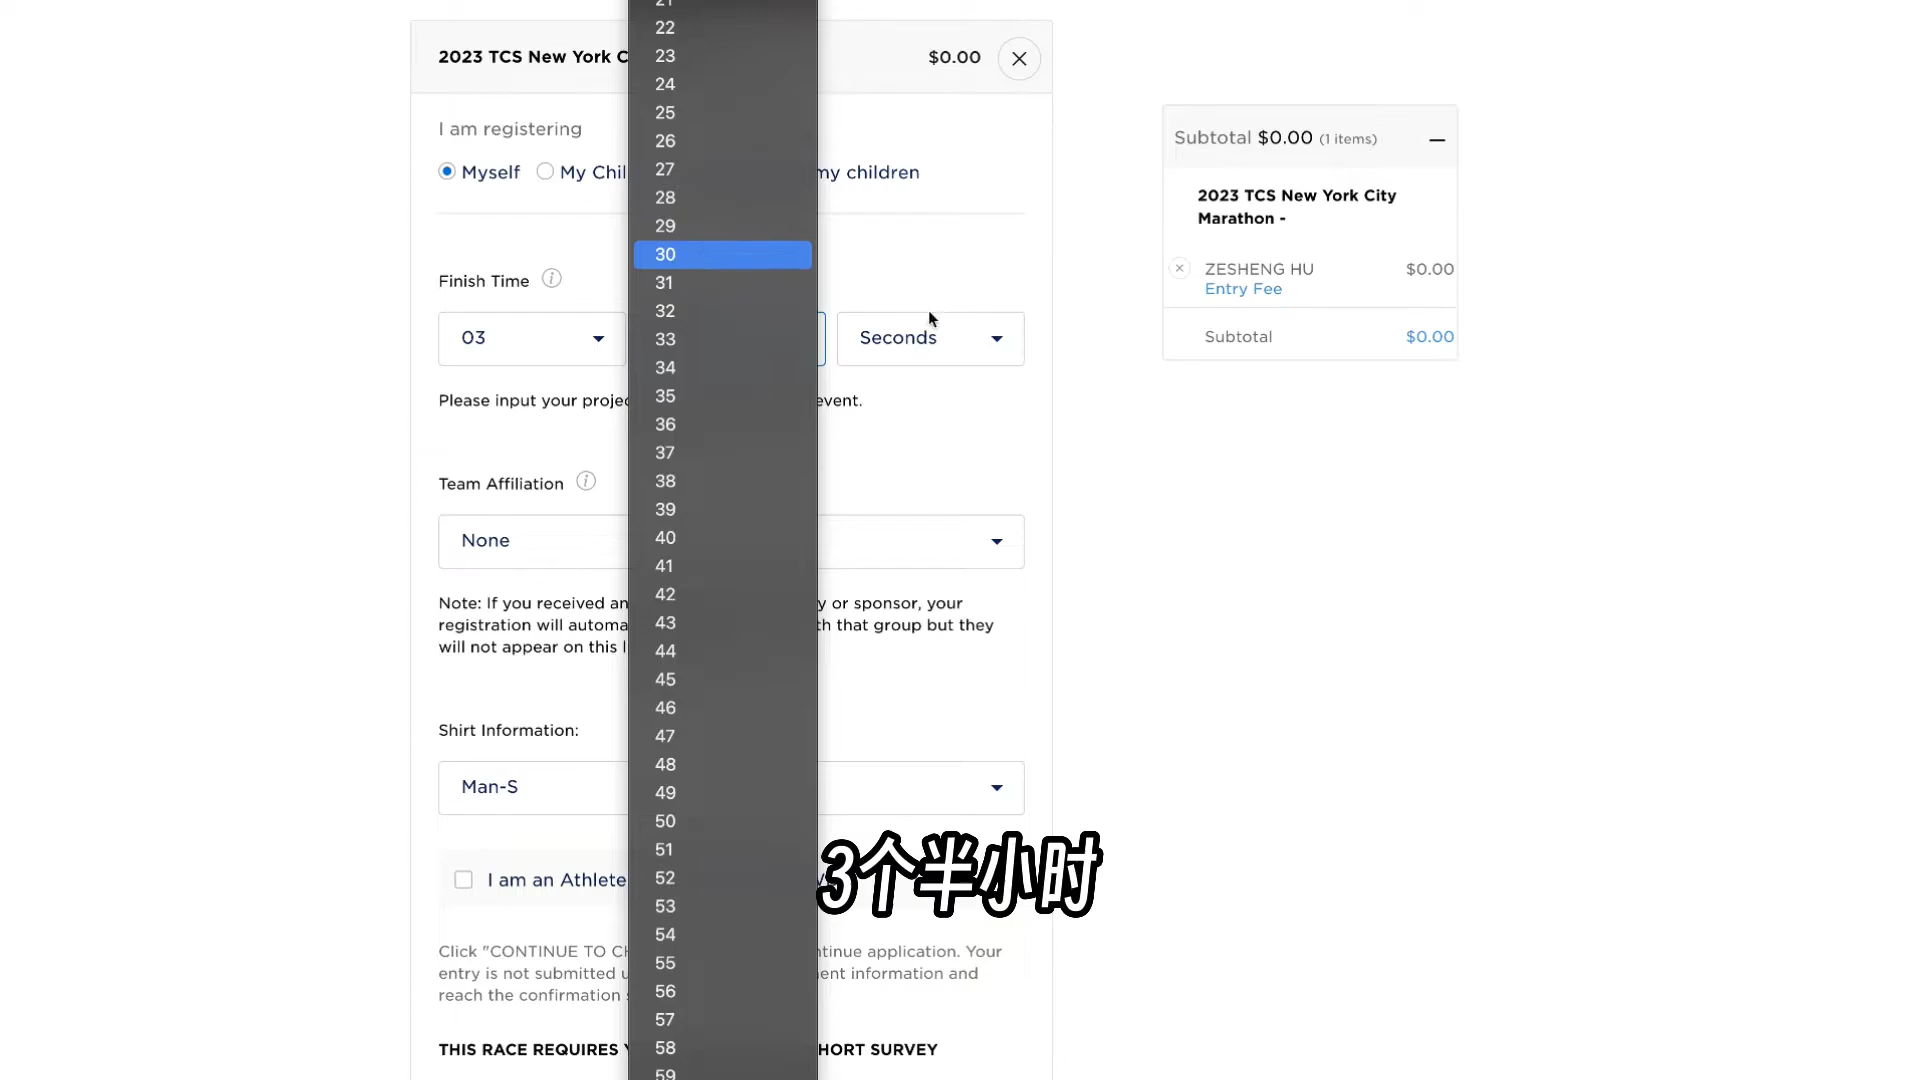 2023 TCS New York C
$0.00
I am registering
Myself
My Chil
my children
Finish Time
03
Seconds
Please input your projec
event.
Team Affiliation
None
Note: If you received an
y or sponsor, your
registration will automa
th that group but they
will not appear on this l
Shirt Information:
Man-S
I am an Athlete
Click "CONTINUE TO CH
ntinue application. Your
entry is not submitted u
ent information and
reach the confirmation s
THIS RACE REQUIRES Y
HORT SURVEY
21
22
23
24
25
26
27
28
29
30
31
32
33
34
35
36
37
38
39
40
41
42
43
44
45
46
47
48
49
50
51
52
53
54
55
56
57
58
59
3个半小时
Subtotal $0.00 (1 items)
2023 TCS New York City
Marathon -
ZESHENG HU
$0.00
Entry Fee
Subtotal
$0.00